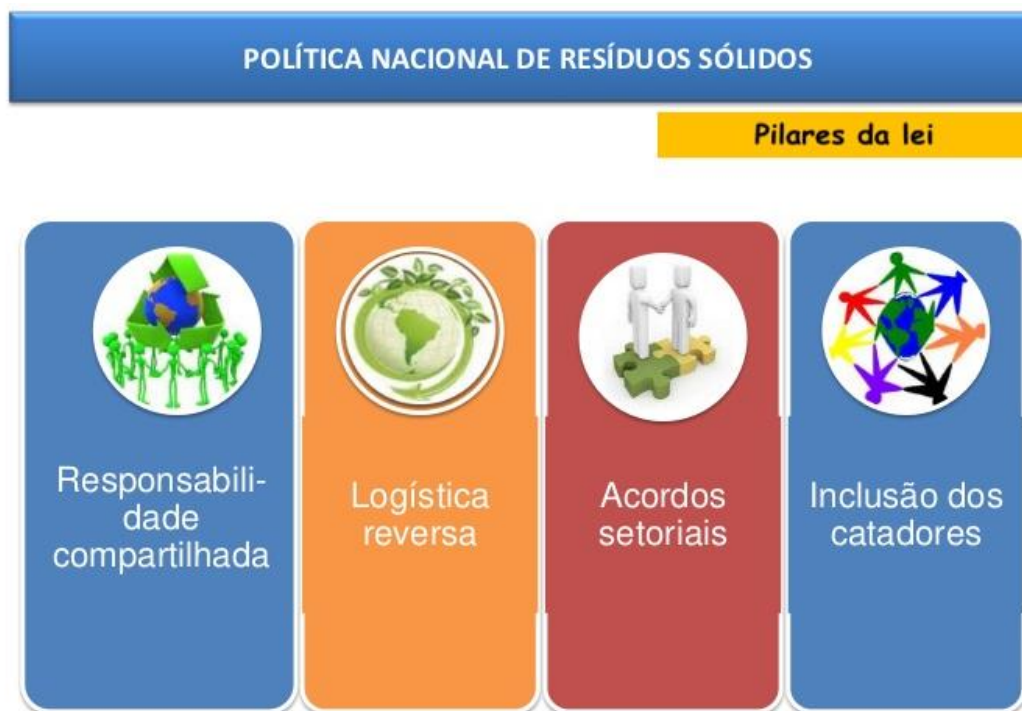 POLÍTICA NACIONAL DE RESÍDUOS SÓLIDOS
Pilares da lei
Responsabili-
dade
compartilhada
Logística
reversa
Acordos
setoriais
Inclusão dos
catadores